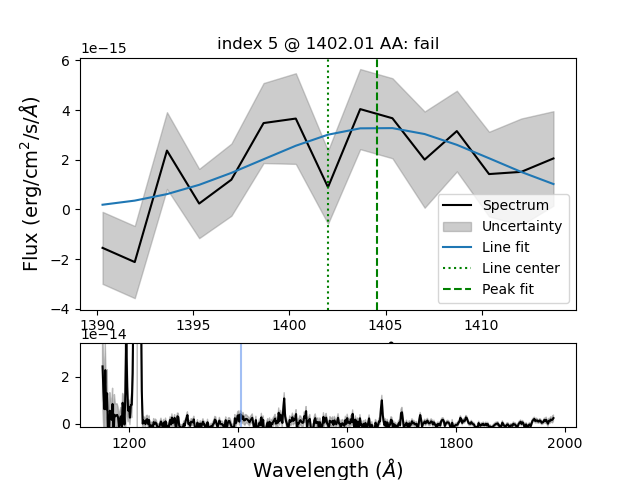 index 5 @ 1402.01 AA: fail
1e−15
6
4
2
0
−2
−4
Flux (erg/cm²/s/Å)
Spectrum
Uncertainty
Line fit
Line center
Peak fit
1390 1395 1400 1405 1410
1e−14
2
0
1200 1400 1600 1800 2000
Wavelength (Å)